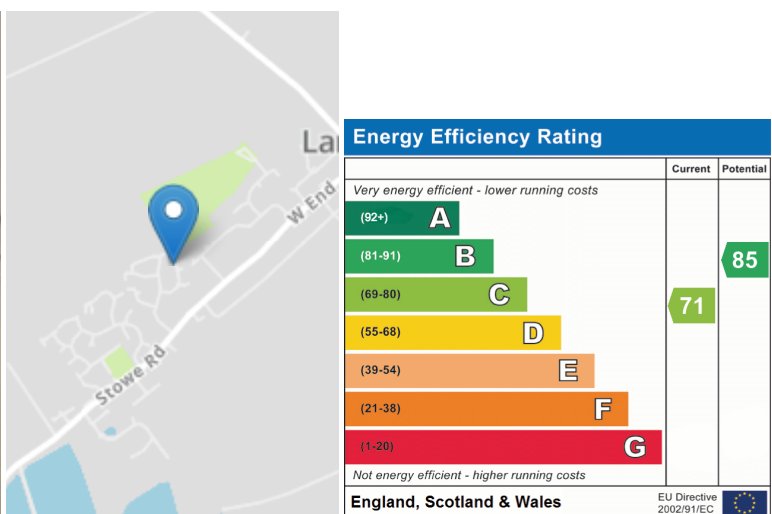 La
W End
Stowe Rd
Energy Efficiency Rating
Current Potential
Very energy efficient - lower running costs
(92+) A
(81-91) B
85
(69-80) C
71
(55-68) D
(39-54) E
(21-38) F
(1-20) G
Not energy efficient - higher running costs
England, Scotland & Wales
EU Directive
2002/91/EC